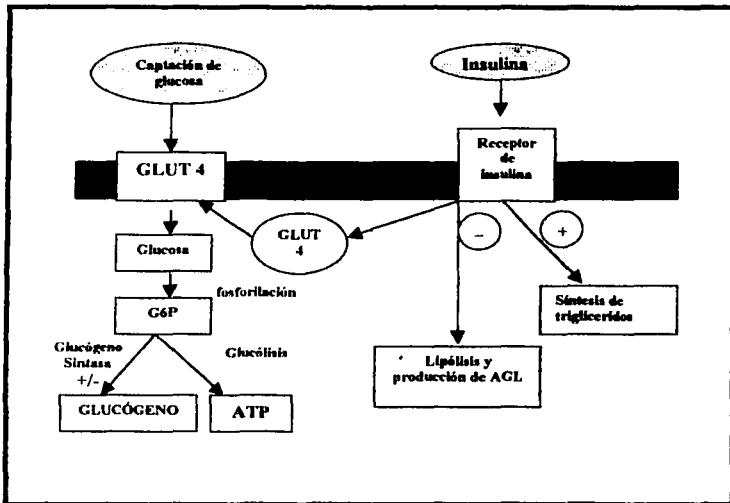 Captación de
glucosa
Insulina
GLUT 4
Receptor
de
insulina
GLUT
4
−
+
Glucosa
fosforilación
G6P
Síntesis de
trigliceridos
Glucógeno
Sintasa
+/-
Glucólisis
Lipólisis y
producción de AGL
GLUCÓGENO
ATP